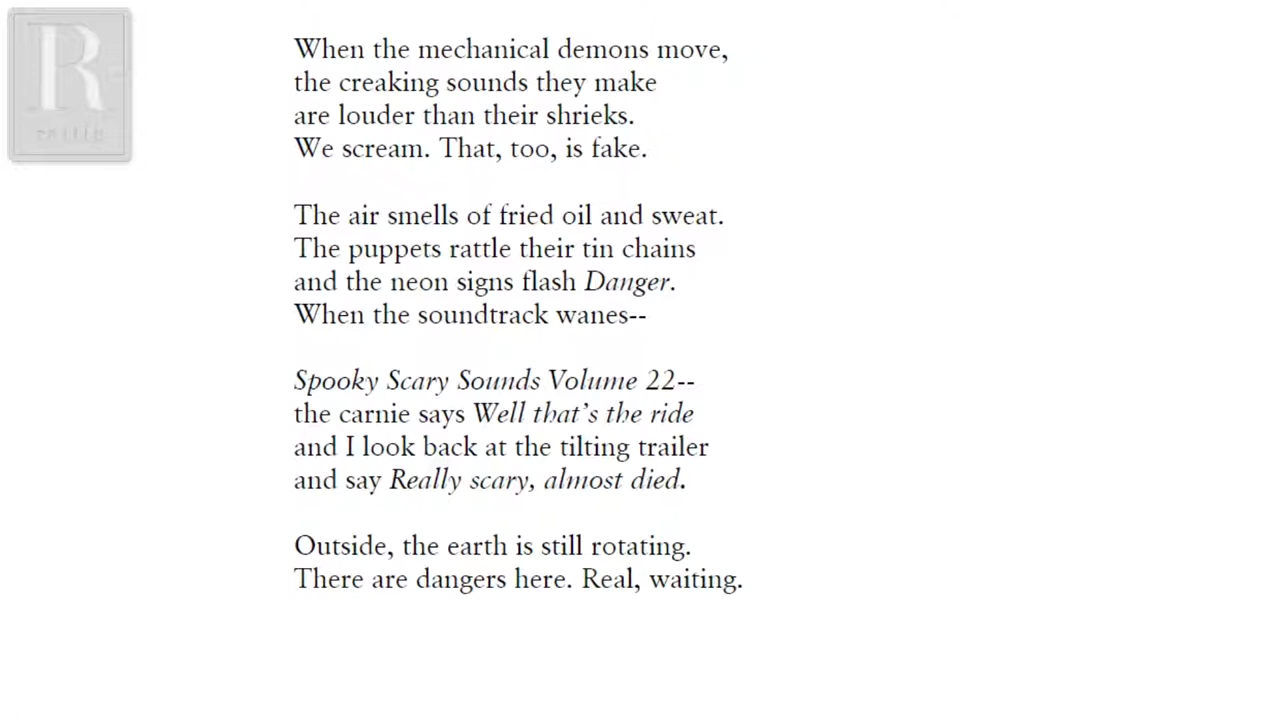 R
When the mechanical demons move,
the creaking sounds they make
are louder than their shrieks.
We scream. That, too, is fake.
The air smells of fried oil and sweat.
The puppets rattle their tin chains
and the neon signs flash Danger.
When the soundtrack wanes--
Spooky Scary Sounds Volume 22--
the carnie says Well that’s the ride
and I look back at the tilting trailer
and say Really scary, almost died.
Outside, the earth is still rotating.
There are dangers here. Real, waiting.